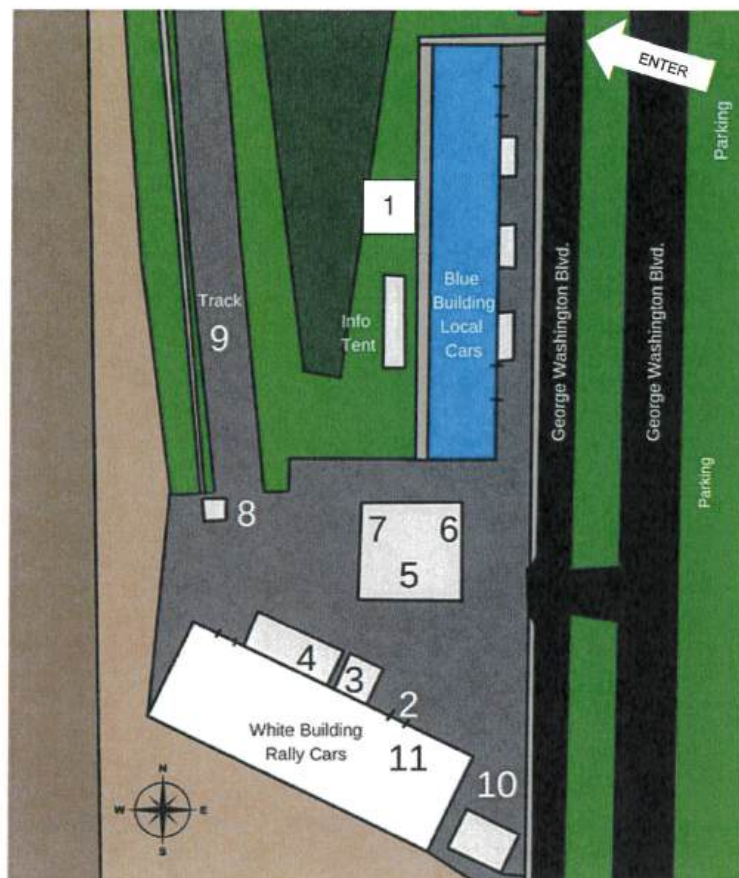 ENTER
Parking
1
Track
9
Info
Tent
Blue
Building
Local
Cars
George Washington Blvd.
George Washington Blvd.
Parking
8
7
6
5
4
3
2
White Building
Rally Cars
11
10
N
W
E
S